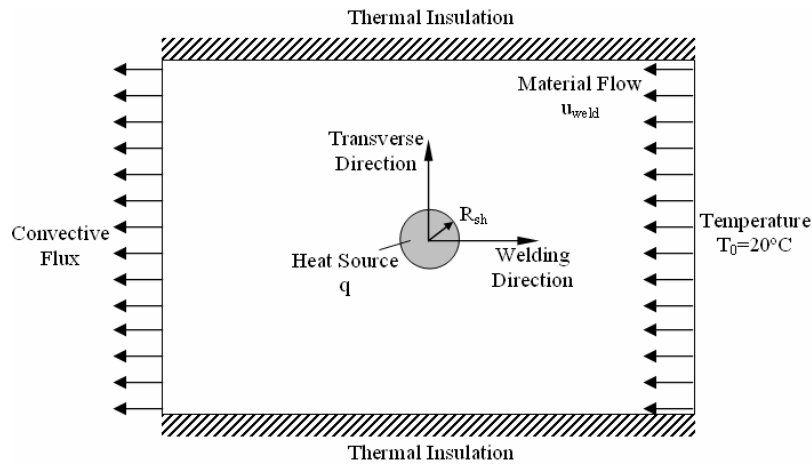 Thermal Insulation
Material Flow
u_weld
Transverse
Direction
R_sh
Convective
Flux
Heat Source
q
Welding
Direction
Temperature
T₀=20°C
Thermal Insulation